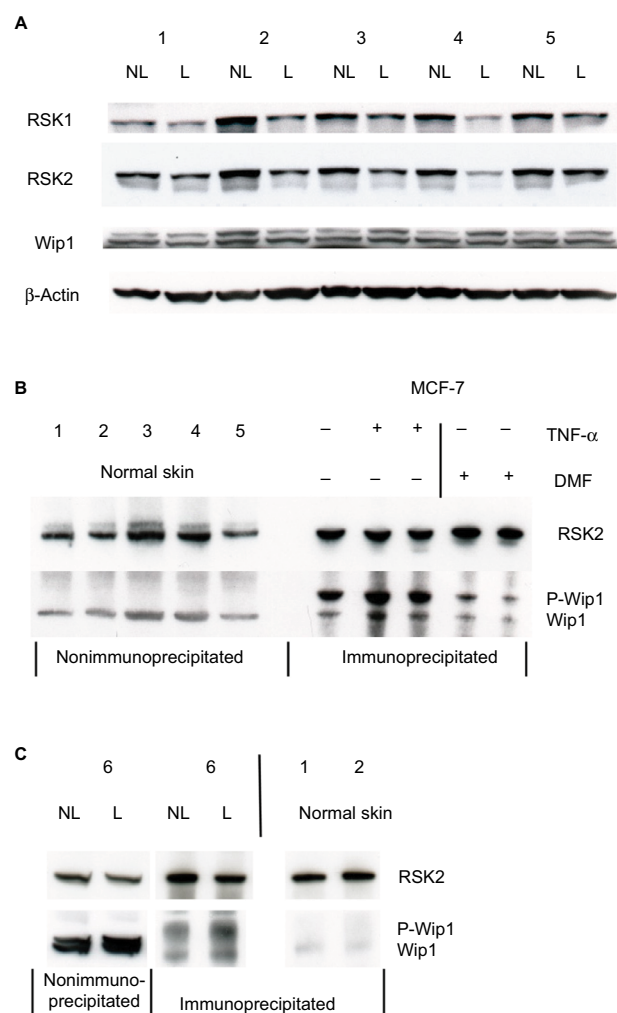 A
1 2 3 4 5
NL L NL L NL L NL L NL L
RSK1
RSK2
Wip1
β-Actin
B
MCF-7
1 2 3 4 5 – + + – – TNF-α
Normal skin
– – – + + DMF
RSK2
P-Wip1
Wip1
Nonimmunoprecipitated Immunoprecipitated
C
6 6 1 2
NL L NL L Normal skin
RSK2
P-Wip1
Wip1
Nonimmuno-
precipitated Immunoprecipitated